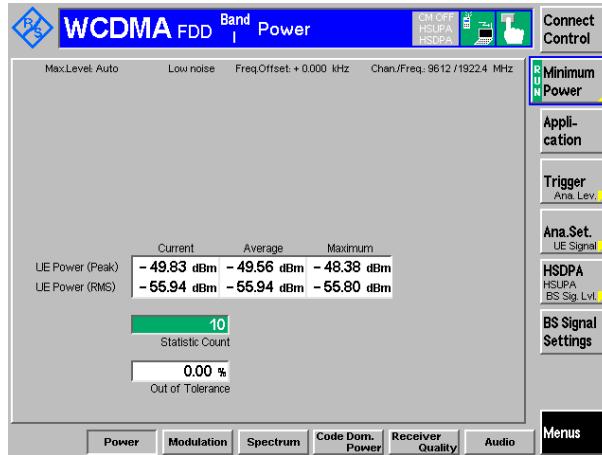 R&S
WCDMA FDD Band I Power
CM OFF
HSUPA
HSDPA
Connect
Control
Max.Level: Auto Low noise Freq.Offset: + 0.000 kHz Chan./Freq.: 9612 / 1922.4 MHz
RUN
Minimum
Power
Appli-
cation
Trigger
Ana. Lev.
Ana.Set.
UE Signal
HSDPA
HSUPA
BS Sig. Lvl.
BS Signal
Settings
Menus
Current Average Maximum
UE Power (Peak) – 49.83 dBm – 49.56 dBm – 48.38 dBm
UE Power (RMS) – 55.94 dBm – 55.94 dBm – 55.80 dBm
10
Statistic Count
0.00 %
Out of Tolerance
Power Modulation Spectrum Code Dom. Power Receiver Quality Audio